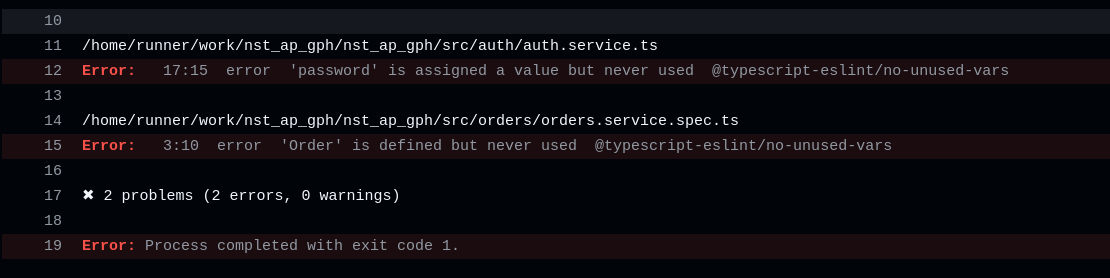 10
11 /home/runner/work/nst_ap_gph/nst_ap_gph/src/auth/auth.service.ts
12 Error:   17:15  error  'password' is assigned a value but never used  @typescript-eslint/no-unused-vars
13
14 /home/runner/work/nst_ap_gph/nst_ap_gph/src/orders/orders.service.spec.ts
15 Error:   3:10  error  'Order' is defined but never used  @typescript-eslint/no-unused-vars
16
17 ✖ 2 problems (2 errors, 0 warnings)
18
19 Error: Process completed with exit code 1.